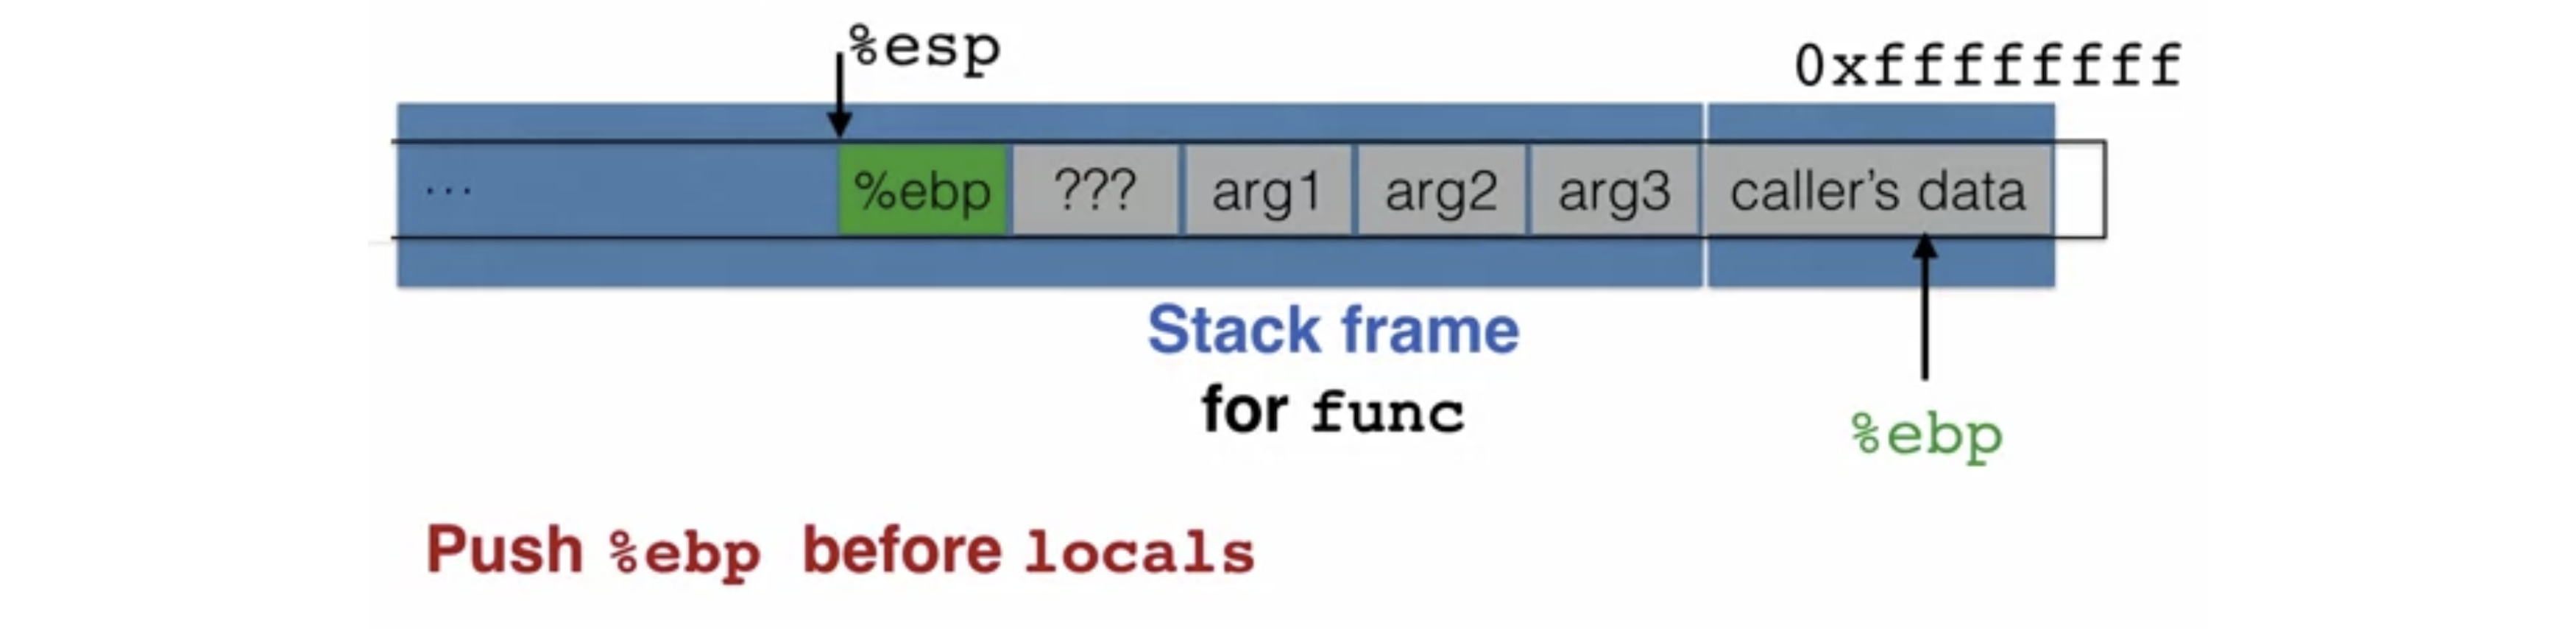 %esp
0xffffffff
... %ebp ??? arg1 arg2 arg3 caller's data
Stack frame
for func
%ebp
Push %ebp before locals